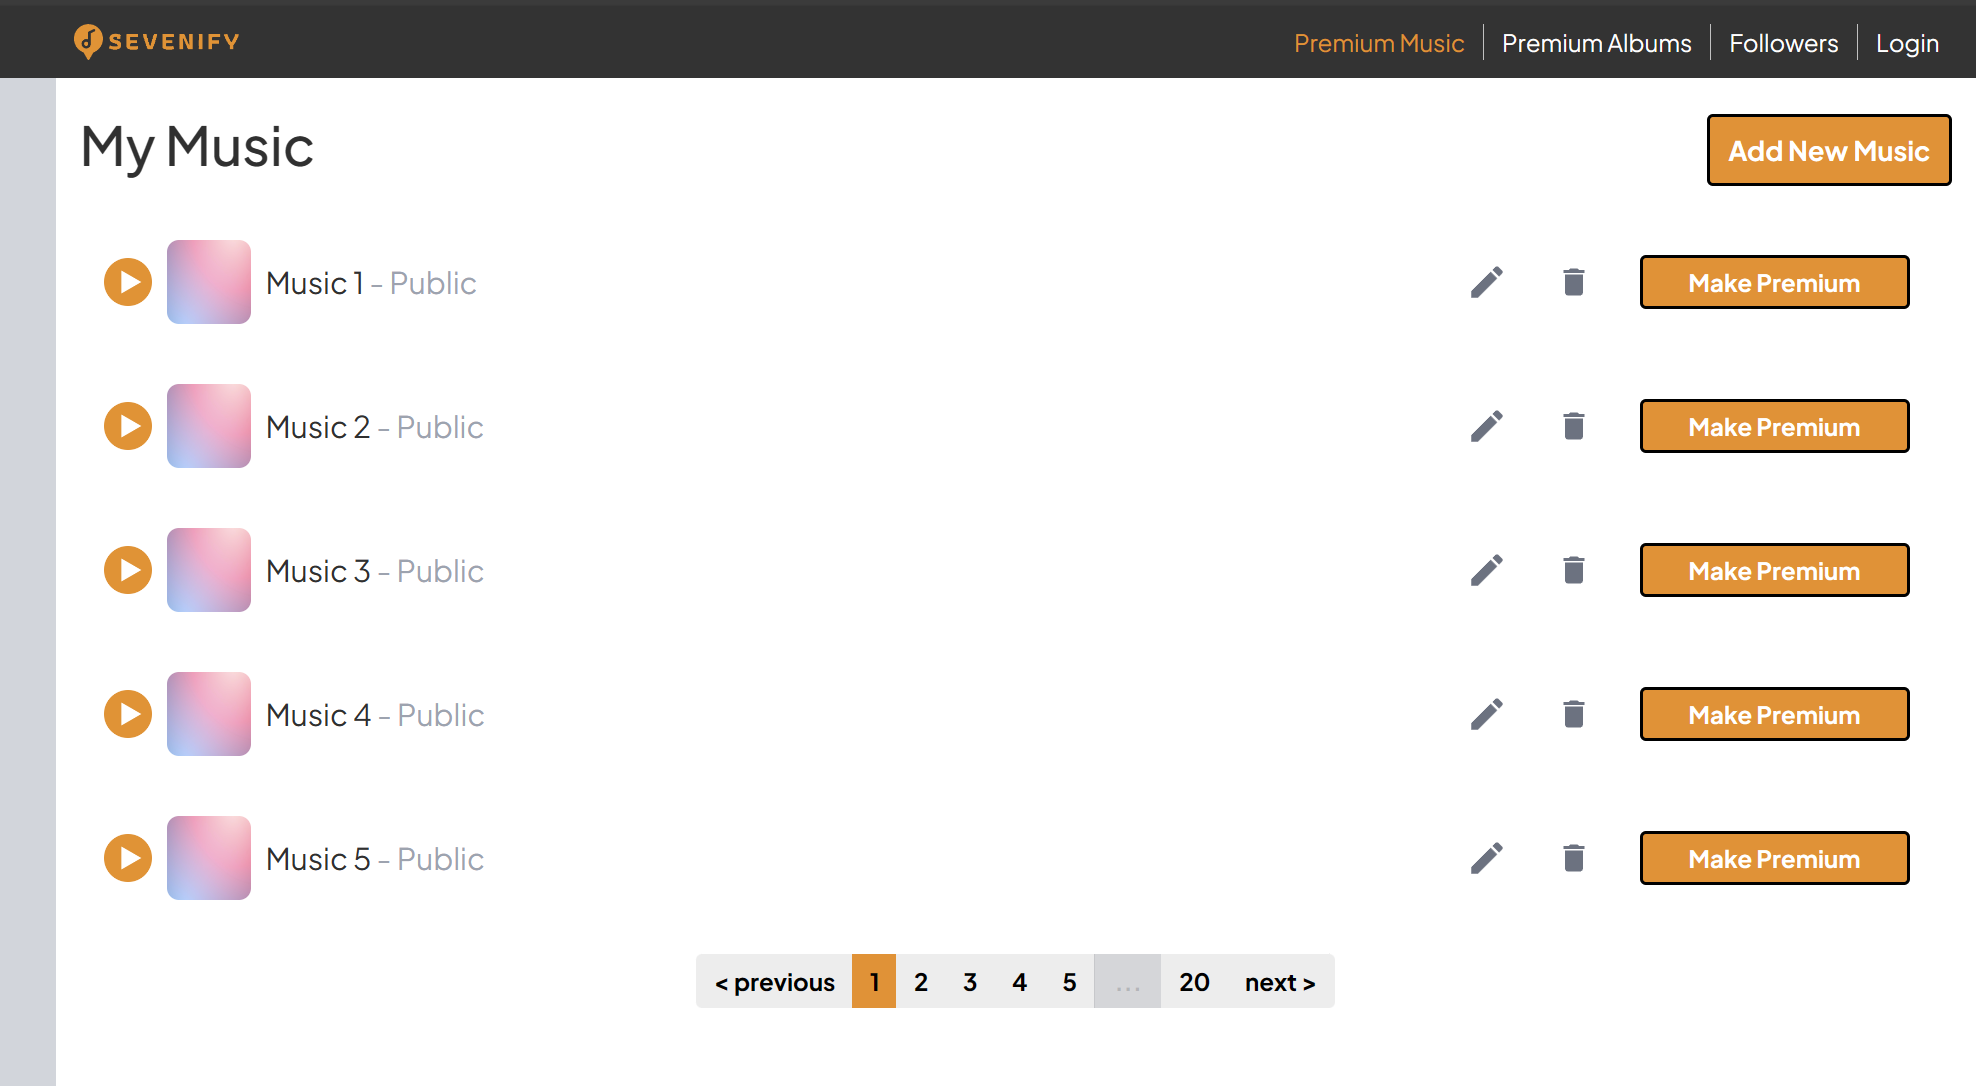 SEVENIFY
Premium Music
Premium Albums
Followers
Login
My Music
Add New Music
Music 1 - Public
Make Premium
Music 2 - Public
Make Premium
Music 3 - Public
Make Premium
Music 4 - Public
Make Premium
Music 5 - Public
Make Premium
< previous 1 2 3 4 5 ... 20 next >